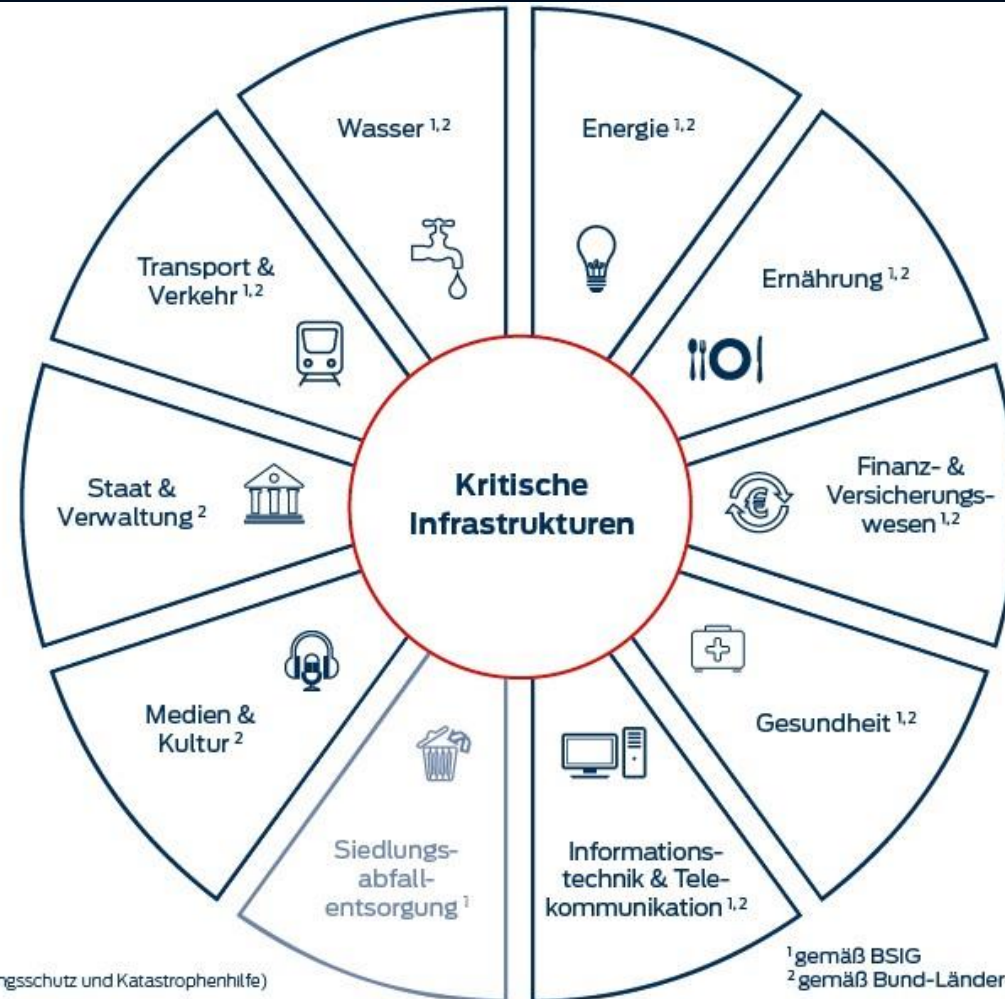 Wasser 1,2
Energie 1,2
Ernährung 1,2
Finanz- &
Versicherungs-
wesen 1,2
Gesundheit 1,2
Informations-
technik & Tele-
kommunikation 1,2
Siedlungs-
abfall-
entsorgung 1
Medien &
Kultur 2
Staat &
Verwaltung 2
Transport &
Verkehr 1,2
Kritische
Infrastrukturen
€
ngsschutz und Katastrophenhilfe)
1 gemäß BSIG
2 gemäß Bund-Länder